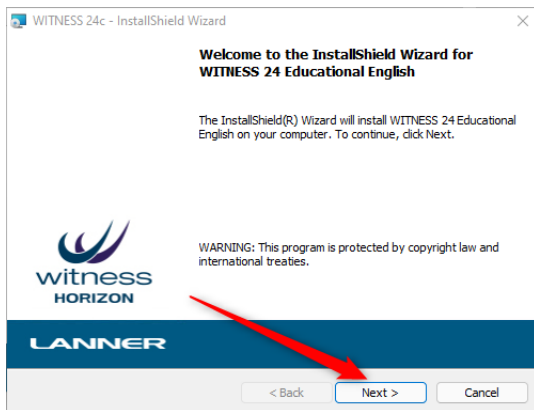 WITNESS 24c - InstallShield Wizard
Welcome to the InstallShield Wizard for
WITNESS 24 Educational English
The InstallShield(R) Wizard will install WITNESS 24 Educational
English on your computer. To continue, click Next.
WARNING: This program is protected by copyright law and
international treaties.
witness
HORIZON
LANNER
< Back
Next >
Cancel